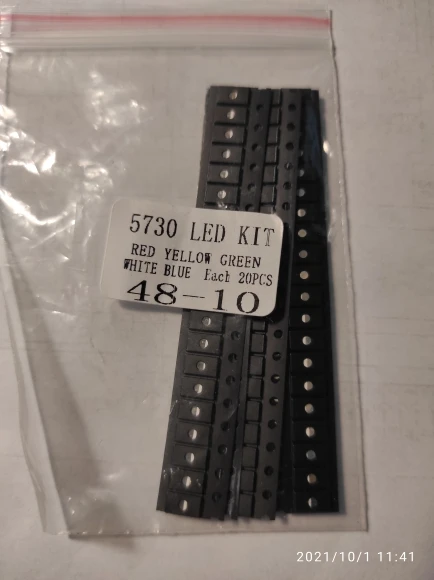 5730 LED KIT
RED YELLOW GREEN
WHITE BLUE Each 20PCS
48-10
2021/10/1 11:41